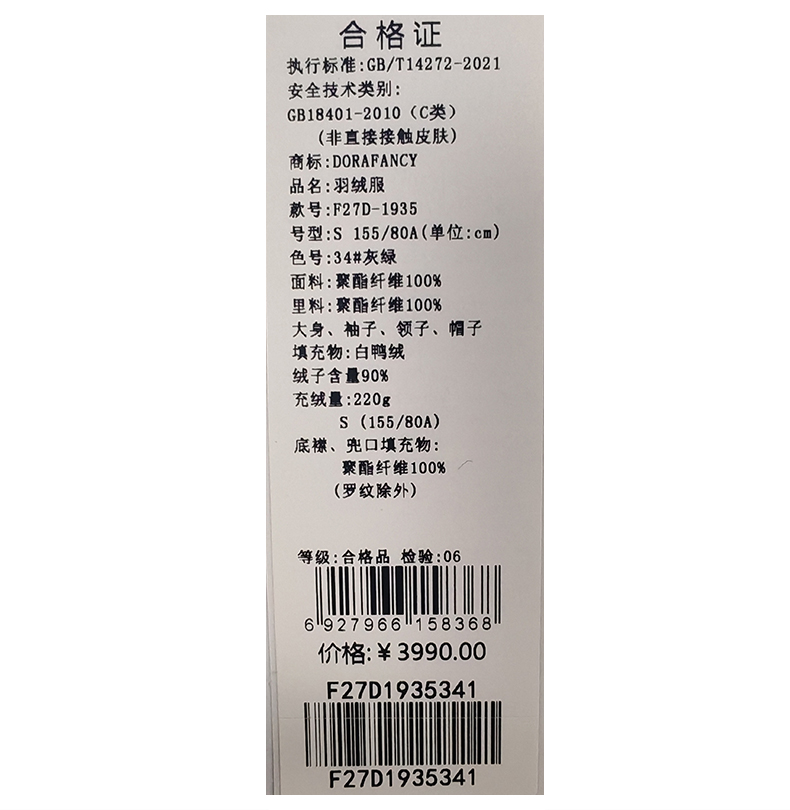 合格证
执行标准:GB/T14272-2021
安全技术类别:
GB18401-2010（C类）
(非直接接触皮肤)
商标:DORAFANCY
品名:羽绒服
款号:F27D-1935
号型:S 155/80A(单位:cm)
色号:34#灰绿
面料:聚酯纤维100%
里料:聚酯纤维100%
大身、袖子、领子、帽子
填充物:白鸭绒
绒子含量90%
充绒量:220g
S (155/80A)
底襟、兜口填充物:
聚酯纤维100%
(罗纹除外)
等级:合格品 检验:06
6 927966 158368
价格:￥3990.00
F27D1935341
F27D1935341